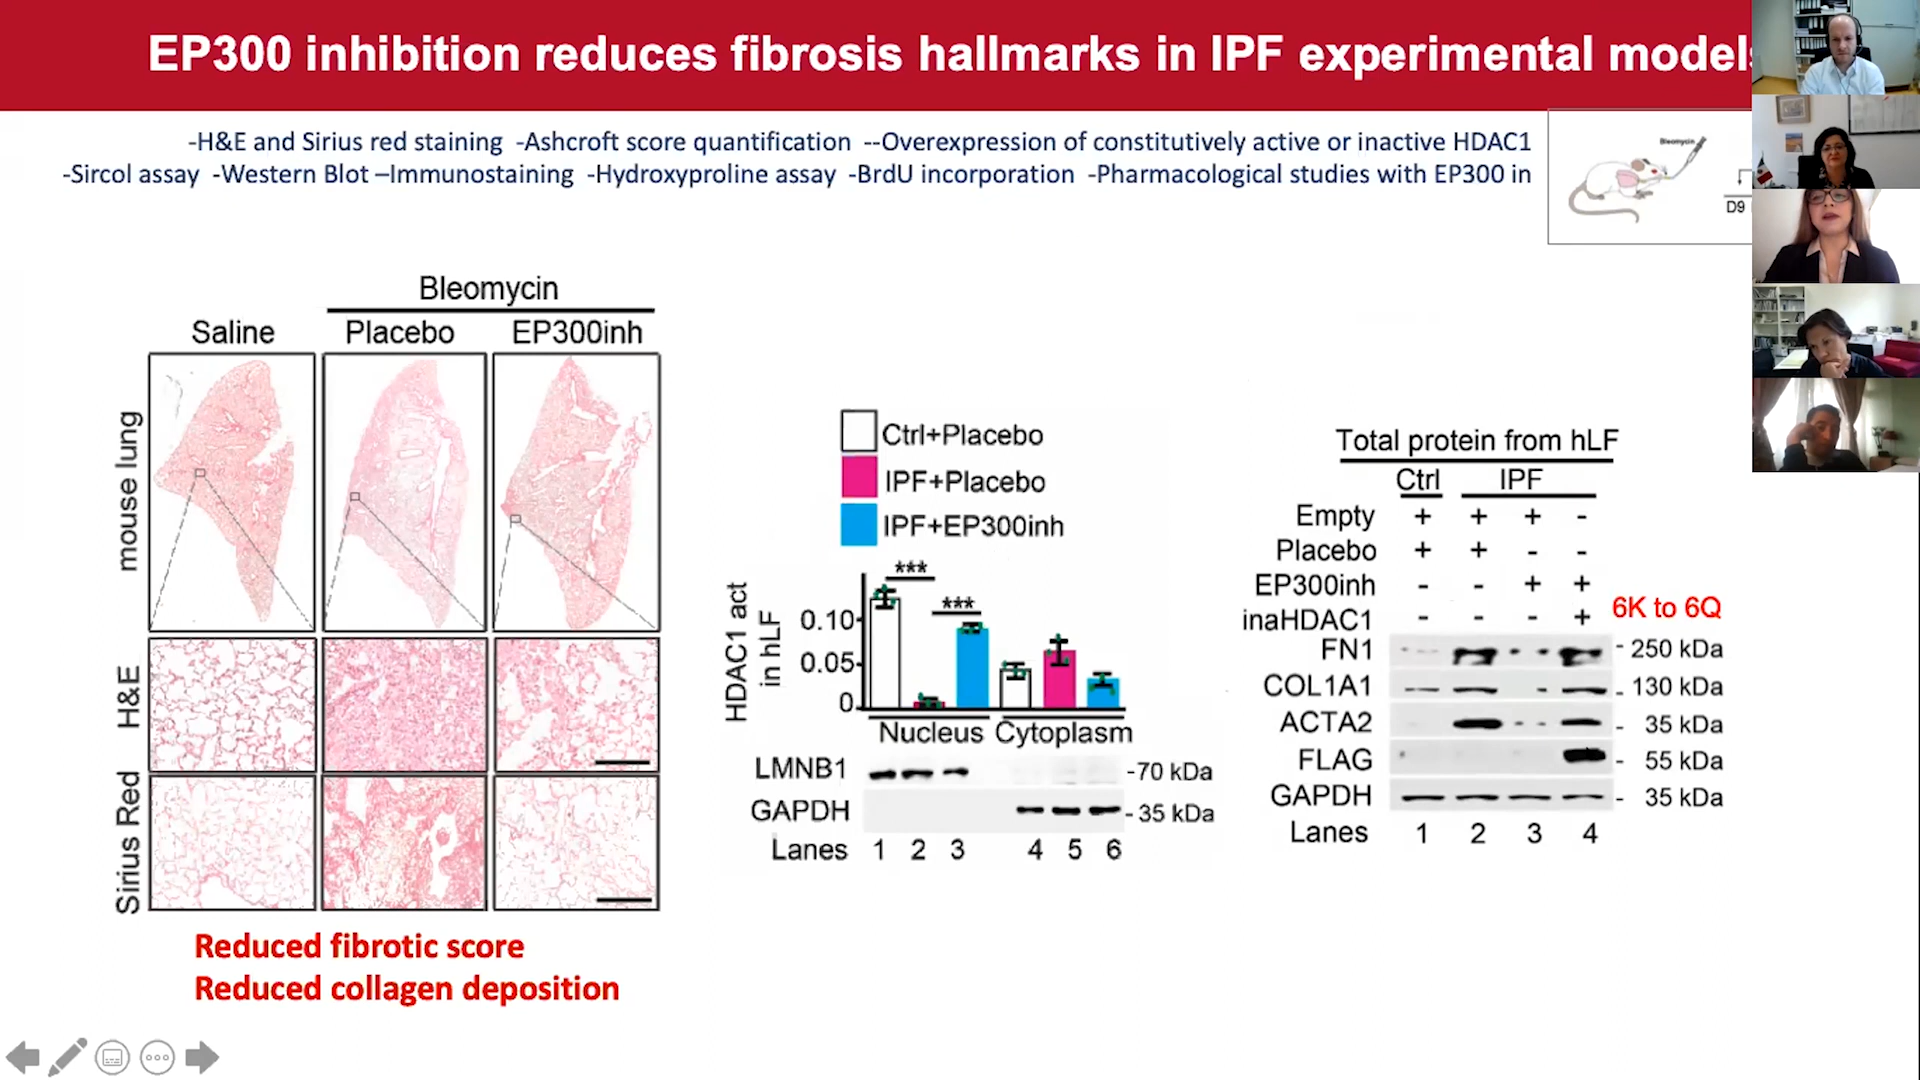 EP300 inhibition reduces fibrosis hallmarks in IPF experimental models
-H&E and Sirius red staining -Ashcroft score quantification --Overexpression of constitutively active or inactive HDAC1
-Sircol assay -Western Blot –Immunostaining -Hydroxyproline assay -BrdU incorporation -Pharmacological studies with EP300 in
Bleomycin
D9
Bleomycin
Saline Placebo EP300inh
mouse lung
H&E
Sirius Red
Reduced fibrotic score
Reduced collagen deposition
Ctrl+Placebo
IPF+Placebo
IPF+EP300inh
HDAC1 act
in hLF
*** ***
0.10
0.05
0
Nucleus Cytoplasm
LMNB1 -70 kDa
GAPDH - 35 kDa
Lanes 1 2 3 4 5 6
Total protein from hLF
Ctrl IPF
Empty + + + -
Placebo + + - -
EP300inh - - + +
inaHDAC1 - - - + 6K to 6Q
FN1 - 250 kDa
COL1A1 - 130 kDa
ACTA2 - 35 kDa
FLAG - 55 kDa
GAPDH - 35 kDa
Lanes 1 2 3 4